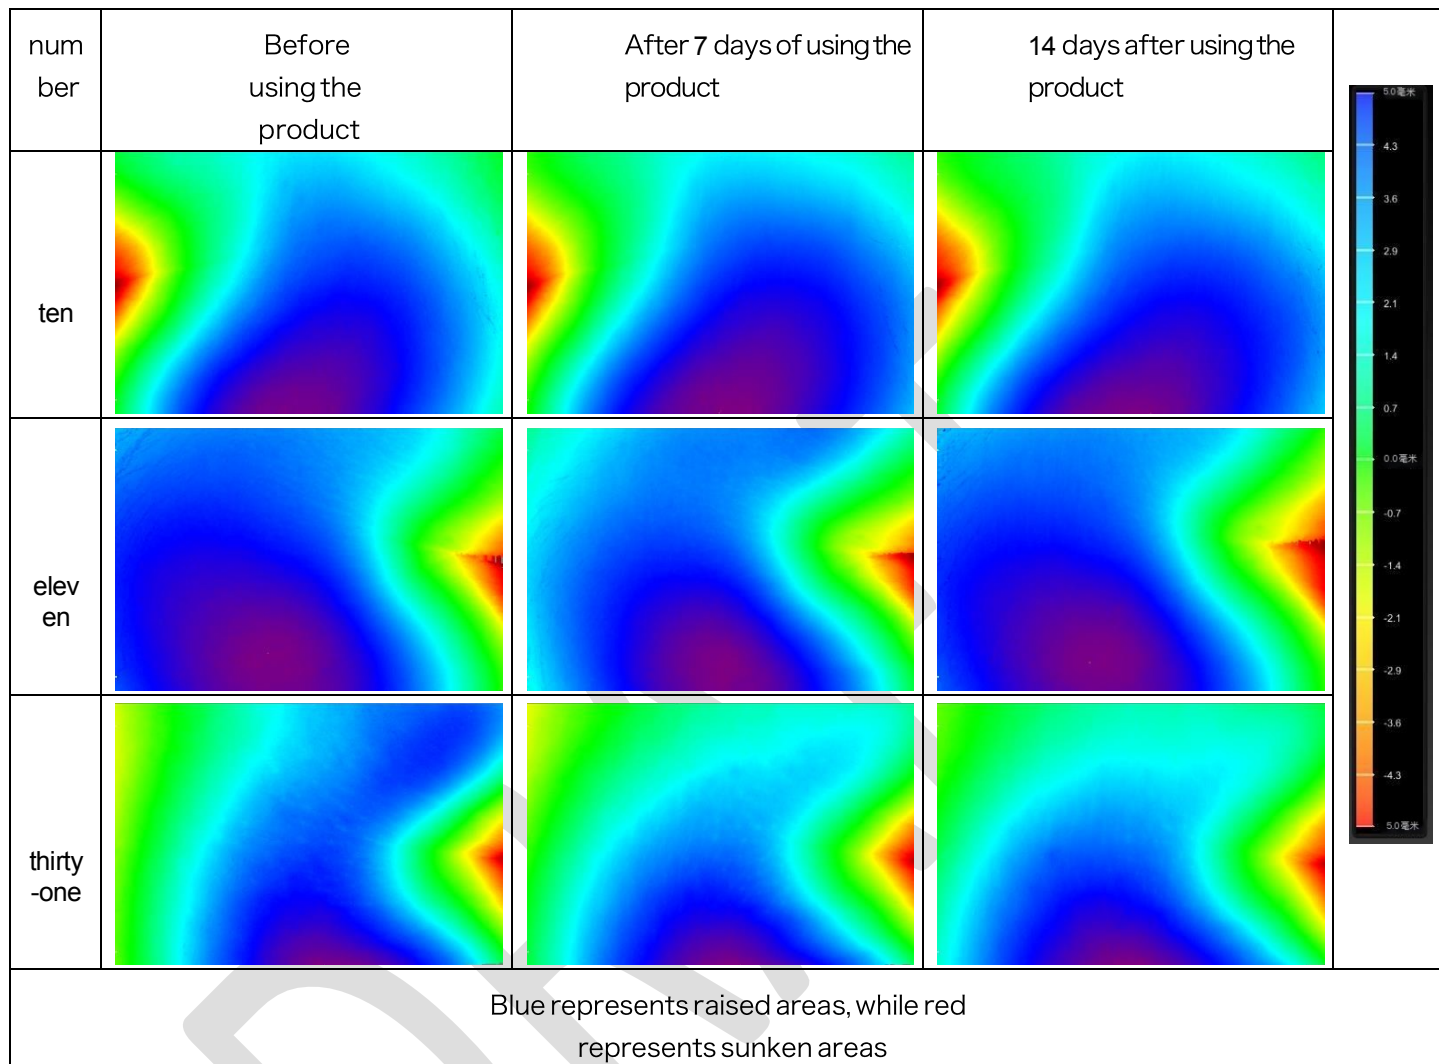 num
ber
Before
using the
product
After 7 days of using the
product
14 days after using the
product
5.0毫米
4.3
3.6
2.9
2.1
1.4
0.7
0.0毫米
-0.7
-1.4
-2.1
-2.9
-3.6
-4.3
5.0毫米
ten
elev
en
thirty
-one
Blue represents raised areas, while red
represents sunken areas